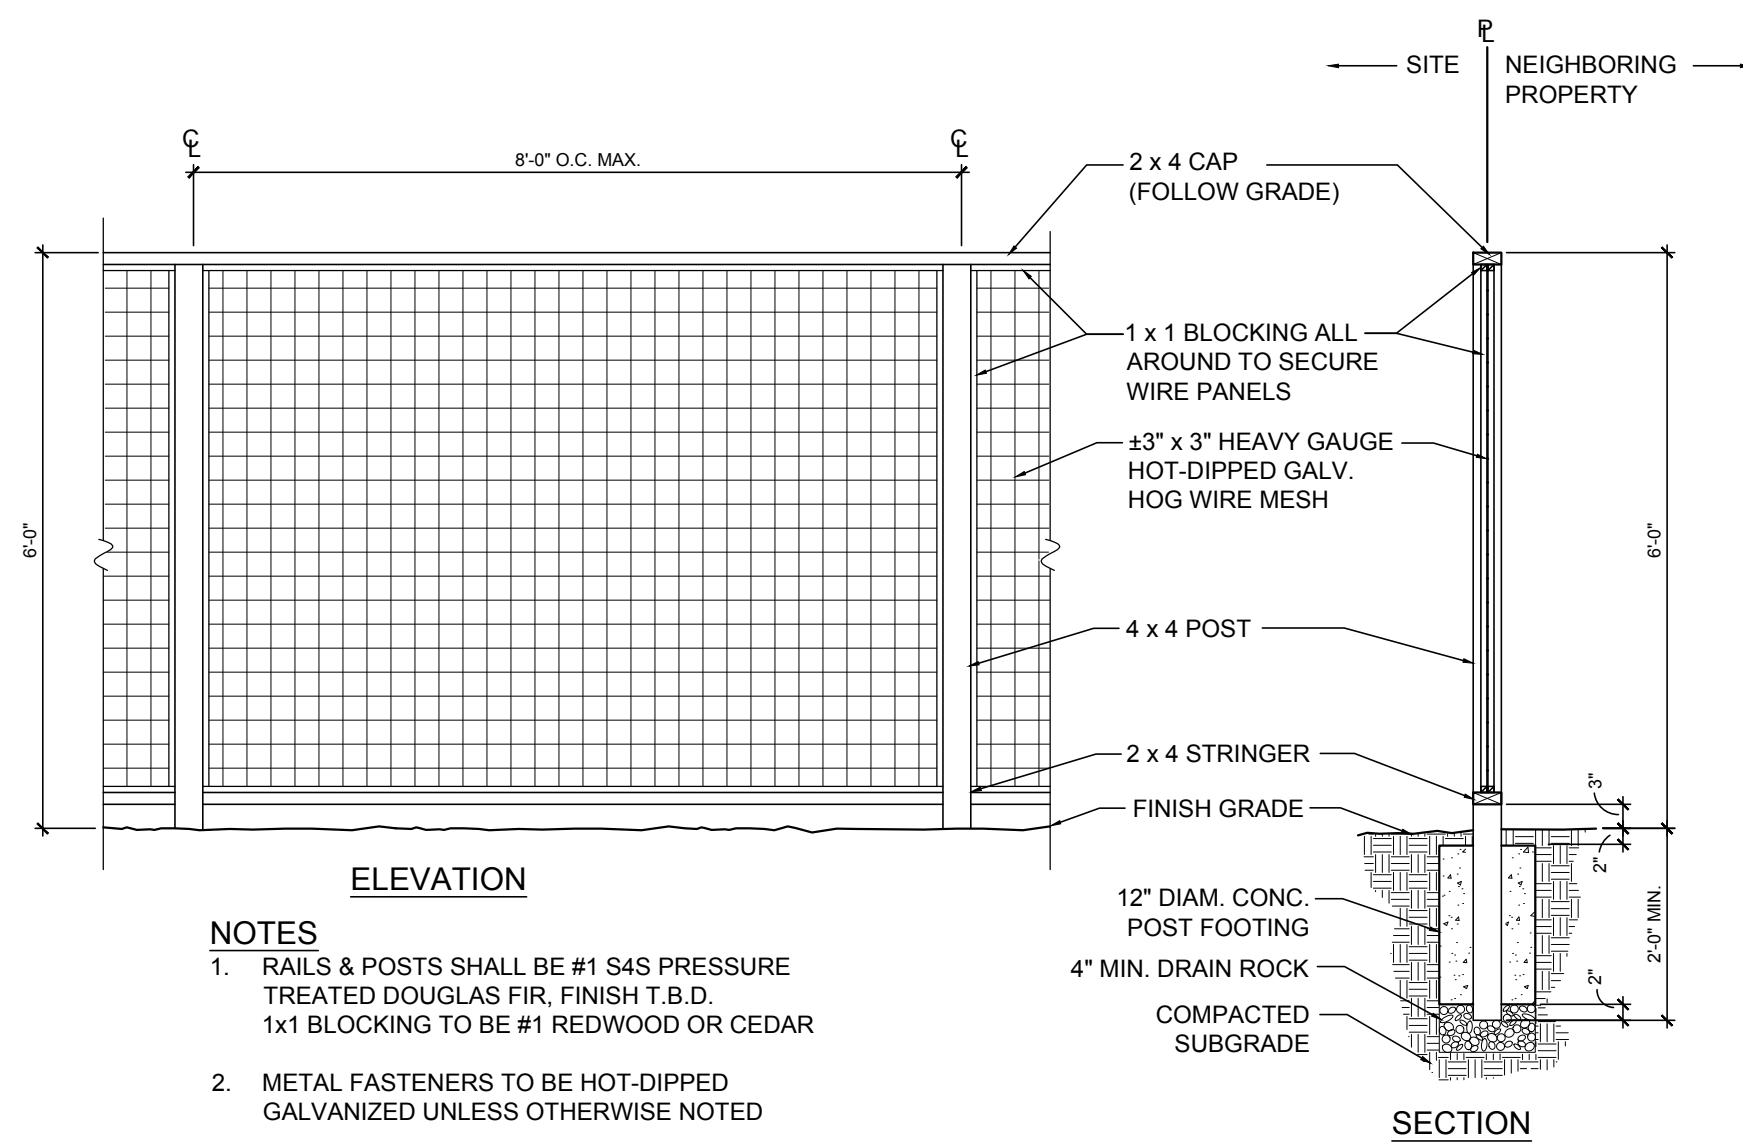 ℄
℄
8'-0" O.C. MAX.
6'-0"
ELEVATION
NOTES
1. RAILS & POSTS SHALL BE #1 S4S PRESSURE
TREATED DOUGLAS FIR, FINISH T.B.D.
1x1 BLOCKING TO BE #1 REDWOOD OR CEDAR
2. METAL FASTENERS TO BE HOT-DIPPED
GALVANIZED UNLESS OTHERWISE NOTED
2 x 4 CAP
(FOLLOW GRADE)
1 x 1 BLOCKING ALL
AROUND TO SECURE
WIRE PANELS
±3" x 3" HEAVY GAUGE
HOT-DIPPED GALV.
HOG WIRE MESH
4 x 4 POST
2 x 4 STRINGER
FINISH GRADE
12" DIAM. CONC.
POST FOOTING
4" MIN. DRAIN ROCK
COMPACTED
SUBGRADE
PL
SITE
NEIGHBORING
PROPERTY
6'-0"
3"
2"
2'-0" MIN.
2"
SECTION